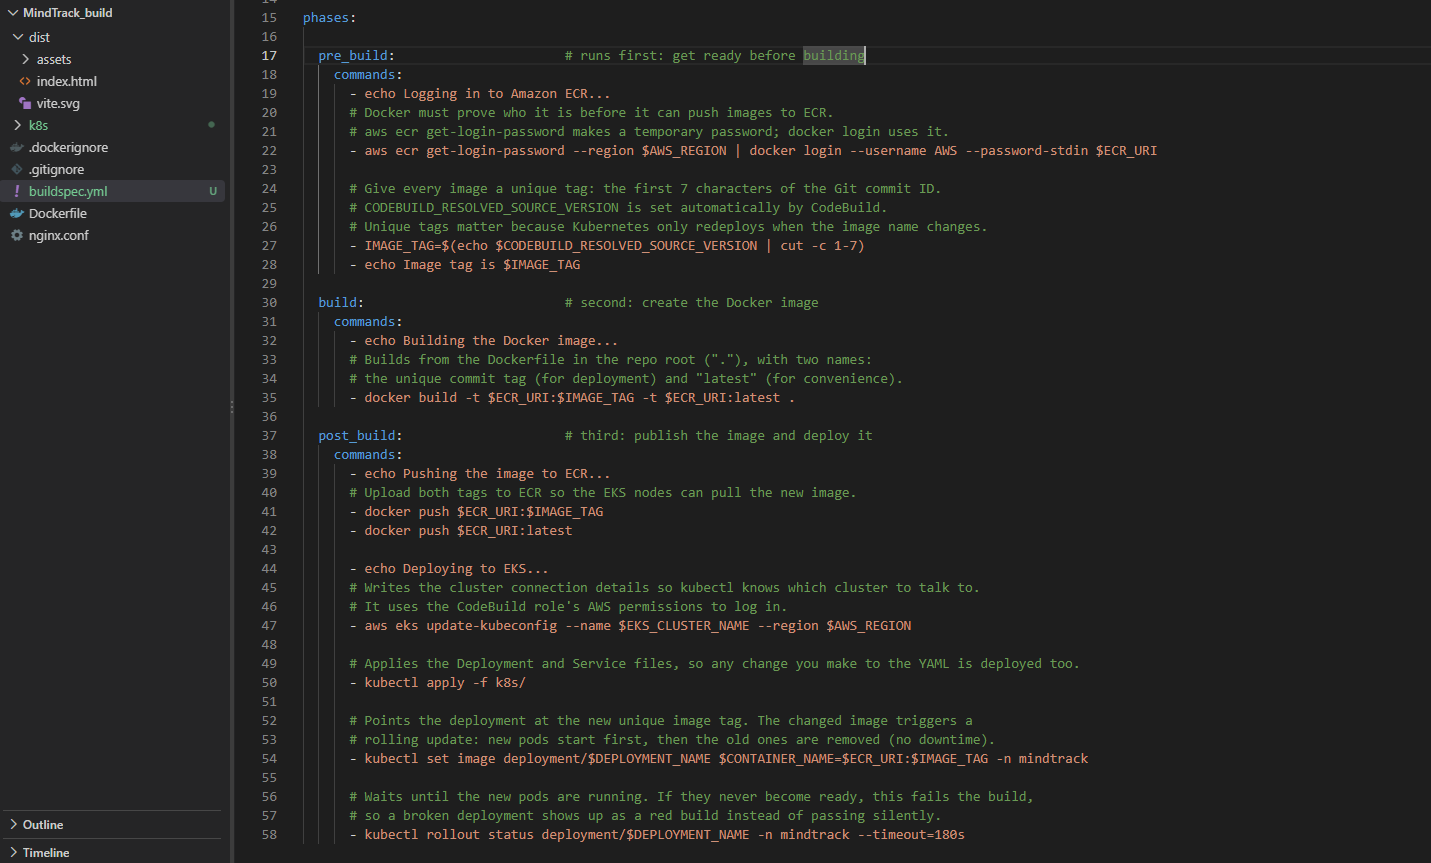 MindTrack_build
dist
assets
index.html
vite.svg
k8s
.dockerignore
.gitignore
buildspec.yml U
Dockerfile
nginx.conf
Outline
Timeline
14
15 phases:
16
17 pre_build: # runs first: get ready before building
18 commands:
19 - echo Logging in to Amazon ECR...
20 # Docker must prove who it is before it can push images to ECR.
21 # aws ecr get-login-password makes a temporary password; docker login uses it.
22 - aws ecr get-login-password --region $AWS_REGION | docker login --username AWS --password-stdin $ECR_URI
23
24 # Give every image a unique tag: the first 7 characters of the Git commit ID.
25 # CODEBUILD_RESOLVED_SOURCE_VERSION is set automatically by CodeBuild.
26 # Unique tags matter because Kubernetes only redeploys when the image name changes.
27 - IMAGE_TAG=$(echo $CODEBUILD_RESOLVED_SOURCE_VERSION | cut -c 1-7)
28 - echo Image tag is $IMAGE_TAG
29
30 build: # second: create the Docker image
31 commands:
32 - echo Building the Docker image...
33 # Builds from the Dockerfile in the repo root ("."), with two names:
34 # the unique commit tag (for deployment) and "latest" (for convenience).
35 - docker build -t $ECR_URI:$IMAGE_TAG -t $ECR_URI:latest .
36
37 post_build: # third: publish the image and deploy it
38 commands:
39 - echo Pushing the image to ECR...
40 # Upload both tags to ECR so the EKS nodes can pull the new image.
41 - docker push $ECR_URI:$IMAGE_TAG
42 - docker push $ECR_URI:latest
43
44 - echo Deploying to EKS...
45 # Writes the cluster connection details so kubectl knows which cluster to talk to.
46 # It uses the CodeBuild role's AWS permissions to log in.
47 - aws eks update-kubeconfig --name $EKS_CLUSTER_NAME --region $AWS_REGION
48
49 # Applies the Deployment and Service files, so any change you make to the YAML is deployed too.
50 - kubectl apply -f k8s/
51
52 # Points the deployment at the new unique image tag. The changed image triggers a
53 # rolling update: new pods start first, then the old ones are removed (no downtime).
54 - kubectl set image deployment/$DEPLOYMENT_NAME $CONTAINER_NAME=$ECR_URI:$IMAGE_TAG -n mindtrack
55
56 # Waits until the new pods are running. If they never become ready, this fails the build,
57 # so a broken deployment shows up as a red build instead of passing silently.
58 - kubectl rollout status deployment/$DEPLOYMENT_NAME -n mindtrack --timeout=180s